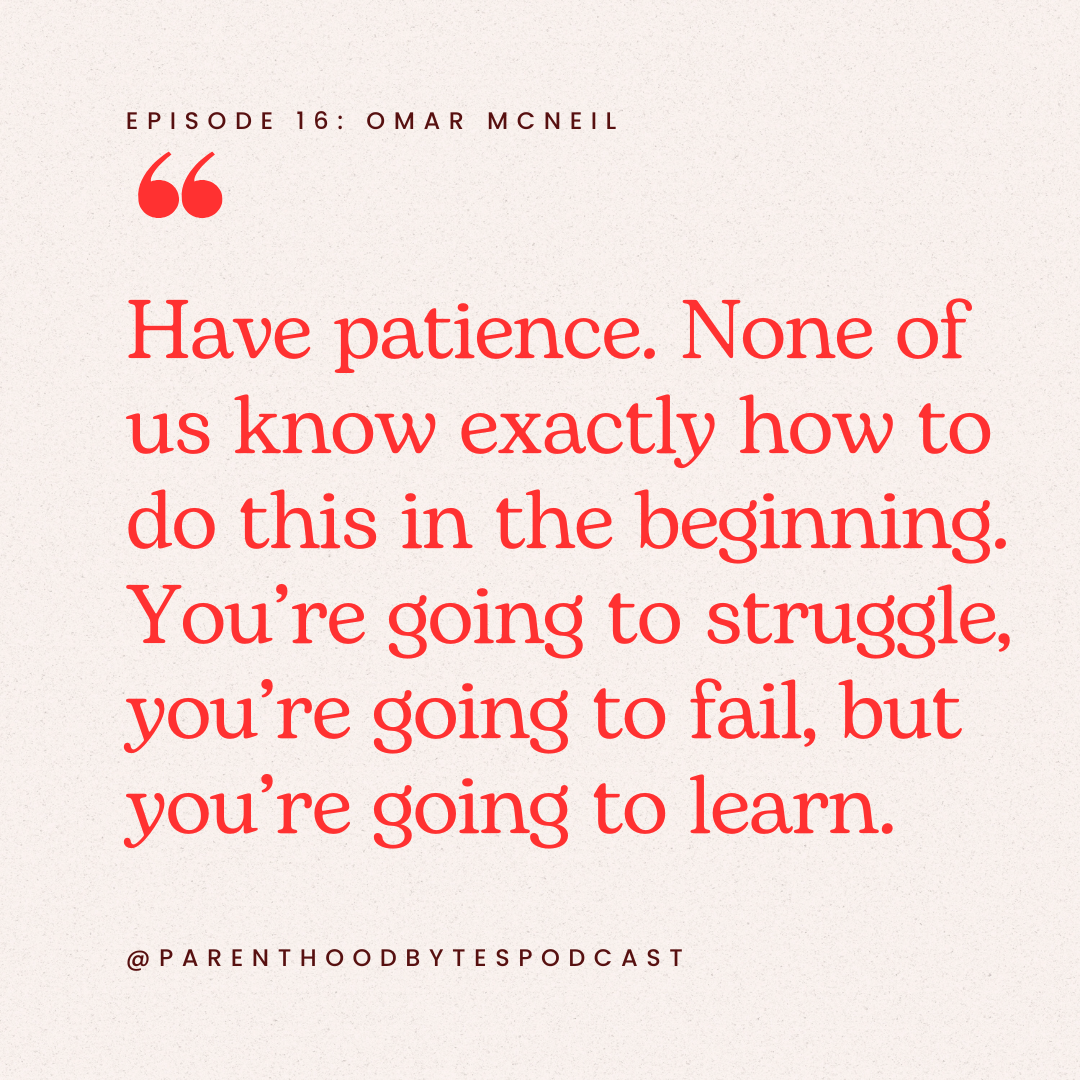 EPISODE 16: OMAR MCNEIL
“
Have patience. None of
us know exactly how to
do this in the beginning.
You’re going to struggle,
you’re going to fail, but
you’re going to learn.
@PARENTHOODBYTESPODCAST